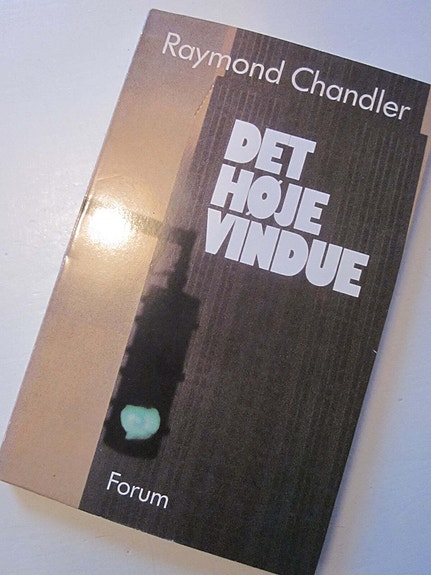 Raymond Chandler
DET
HØJE
VINDUE
Forum